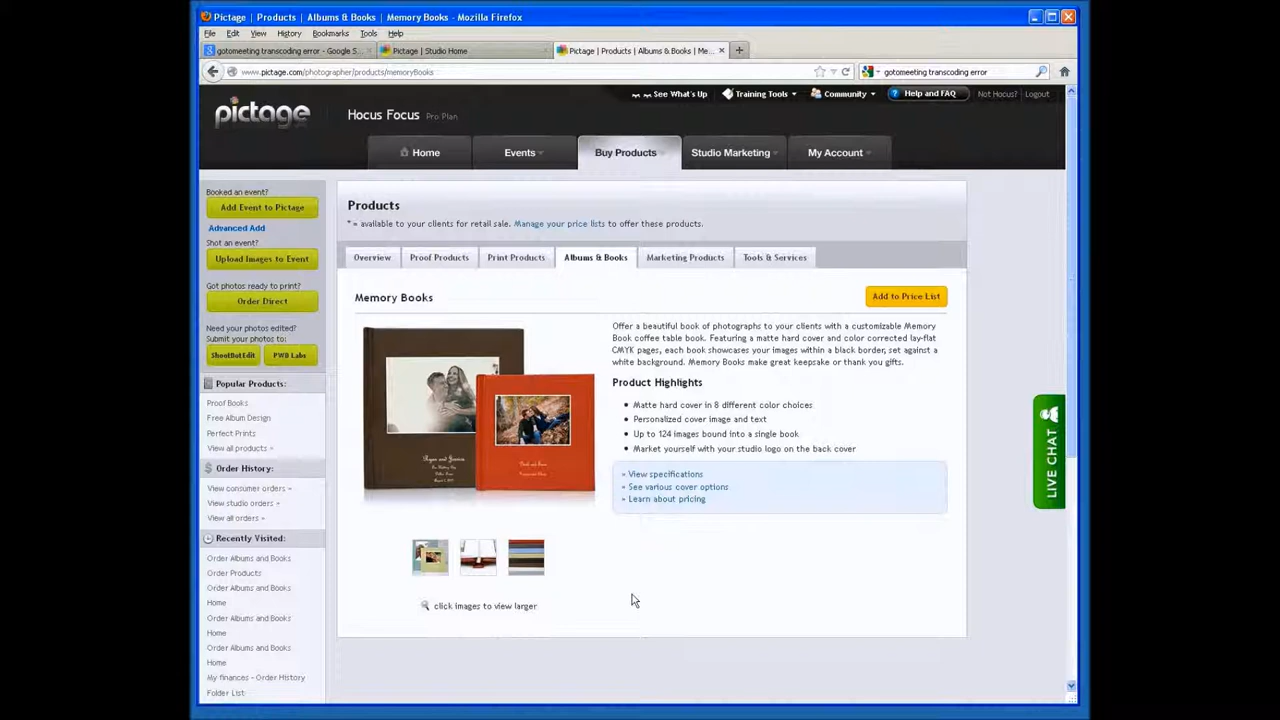 Pictage | Products | Albums & Books | Memory Books - Mozilla Firefox
File Edit View History Bookmarks Tools Help
gotomeeting transcoding error - Google S...
Pictage | Studio Home
Pictage | Products | Albums & Books | Me...
www.pictage.com/photographer/products/memoryBooks
gotomeeting transcoding error
pictage
Hocus Focus Pro Plan
See What's Up
Training Tools
Community
Help and FAQ
Not Hocus?
Logout
Home
Events
Buy Products
Studio Marketing
My Account
Booked an event?
Add Event to Pictage
Advanced Add
Shot an event?
Upload Images to Event
Got photos ready to print?
Order Direct
Need your photos edited?
Submit your photos to:
ShootDotEdit
PWD Labs
Popular Products:
Proof Books
Free Album Design
Perfect Prints
View all products »
Order History:
View consumer orders »
View studio orders »
View all orders »
Recently Visited:
Order Albums and Books
Order Products
Order Albums and Books
Home
Order Albums and Books
Home
Order Albums and Books
Home
My finances - Order History
Folder List
Products
* = available to your clients for retail sale. Manage your price lists to offer these products.
Overview
Proof Products
Print Products
Albums & Books
Marketing Products
Tools & Services
Memory Books
Add to Price List
Offer a beautiful book of photographs to your clients with a customizable Memory
Book coffee table book. Featuring a matte hard cover and color corrected lay-flat
CMYK pages, each book showcases your images within a black border, set against a
white background. Memory Books make great keepsake or thank you gifts.
Product Highlights
• Matte hard cover in 8 different color choices
• Personalized cover image and text
• Up to 124 images bound into a single book
• Market yourself with your studio logo on the back cover
» View specifications
» See various cover options
» Learn about pricing
click images to view larger
LIVE CHAT